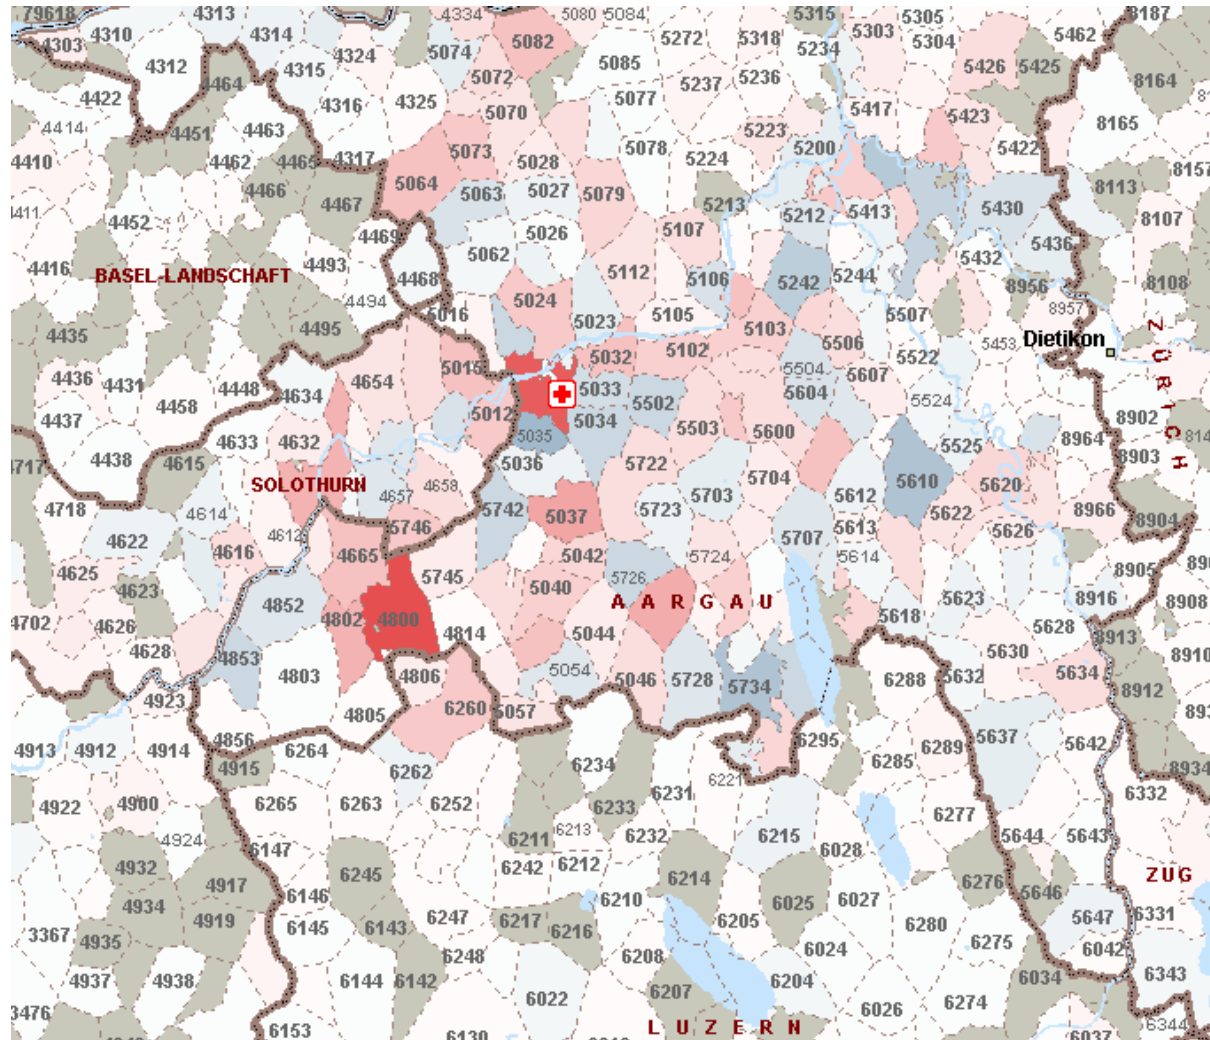 79618 4313 4334 5080 5084 5315 5305 8187
4303 4310 4314 4324 5074 5082 5272 5318 5234 5303 5304 5462
4312 4315 5072 5085 5237 5236 5426 5425 8164
4464
4422 4316 4325 5070 5077 5417 5423 8165
4414 4451 4463 5223
4410 4462 4465 4317 5073 5028 5078 5224 5200 5422 8157
4466 4467 5064 5063 5027 5079 5213 8113
4411 4452 4469 5026 5107 5212 5413 5430 8107
4416 4493 4468 5062 5112 5106 5242 5244 5432 5436 8108
BASEL-LANDSCHAFT
4494 5024 8956
4435 4495 5016 5023 5105 5103 5507 8957
Dietikon
4436 4431 4448 4654 5015 5032 5102 5506 5522 5453
ZÜRICH
4437 4458 4634 5012 5033 5502 5504 5604 5607 5524 8902
4438 4633 4632 5035 5034 5503 5600 5525 8964
4717 4615 5036 5722 5704 8903
SOLOTHURN
4718 4614 4657 4658 5742 5037 5723 5703 5612 5610 5620 5622 8966 8904
4622 4612 5746 5707 5613 5626
4625 4616 4665 5745 5042 5726 5724 5614 8905
4623 4852 5040 5623 8916 8908
AARGAU
4702 4626 4802 4800 4814 5044 5618 5628 8913
4628 4853 4803 4806 5054 5046 5728 5734 6288 5632 5630 5634 8910
4923 4805 6260 5057 8912
4913 4912 4914 4856 6264 6295 6289 5637 5642
4915 6262 6234 6221 6285 8934
4922 4900 6265 6263 6252 6233 6231 6277 6332
4924 6147 6211 6213 6232 6215 6028 5644 5643
4932 4917 6245 6242 6212 6214 6276 5646 ZUG
4934 4919 6146 6247 6217 6216 6210 6205 6025 6027 6280 5647 6331
3367 4935 6145 6143 6248 6208 6024 6275 6042
4937 4938 6144 6142 6022 6207 6204 6026 6274 6034 6343
3476 6153 6130 LUZERN 6037 6344